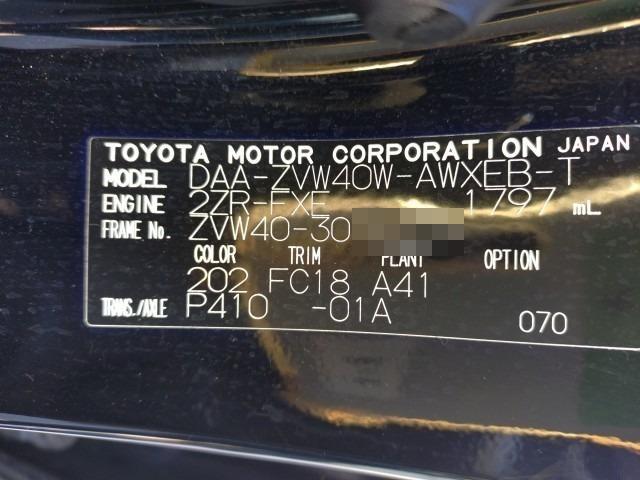 TOYOTA MOTOR CORPORATION JAPAN
MODEL DAA-ZVW40W-AWXEB-T
ENGINE 2ZR-FXE 1797 mL
FRAME No. ZVW40-30
COLOR TRIM PLANT OPTION
202 FC18 A41
TRANS./AXLE P410 -01A
070